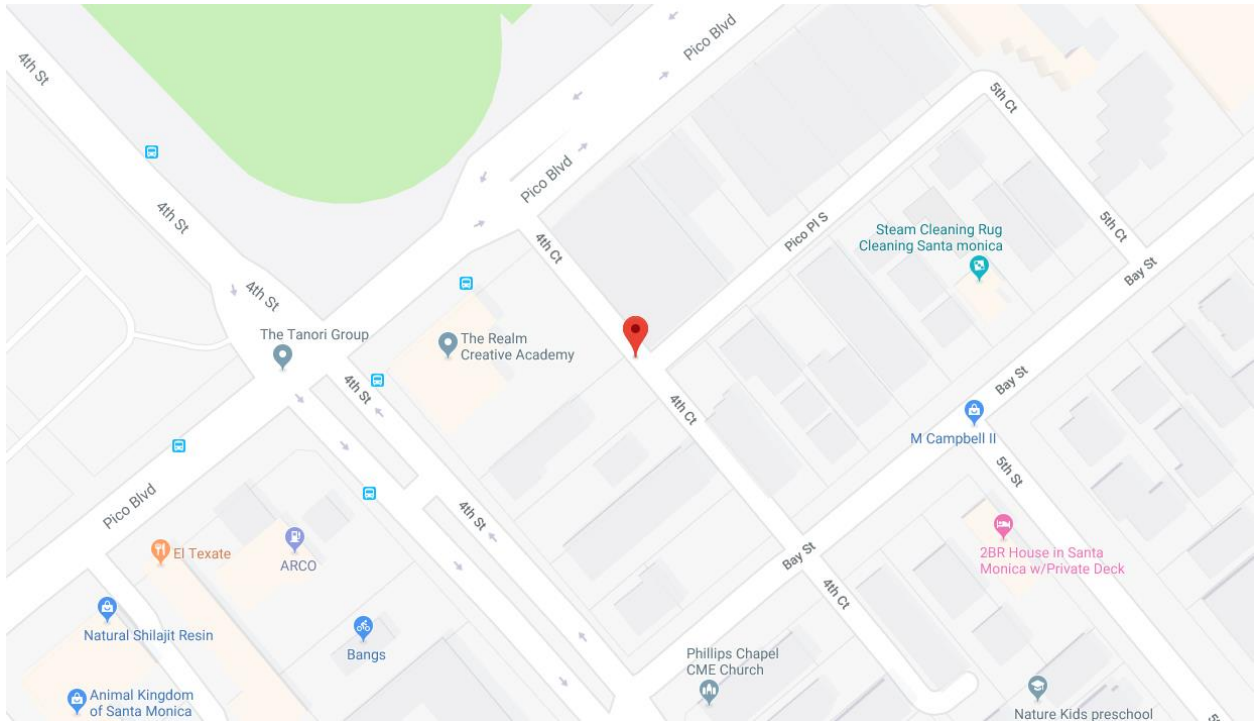 Pico Blvd
4th St
5th Ct
Pico Blvd
4th St
Pico Pl S
5th Ct
Steam Cleaning Rug
Cleaning Santa monica
4th Ct
Bay St
4th St
The Tanori Group
The Realm
Creative Academy
4th St
Bay St
4th Ct
M Campbell II
5th St
Pico Blvd
4th St
El Texate
ARCO
Bay St
2BR House in Santa
Monica w/Private Deck
4th Ct
Natural Shilajit Resin
Bangs
Phillips Chapel
CME Church
Animal Kingdom
of Santa Monica
Nature Kids preschool